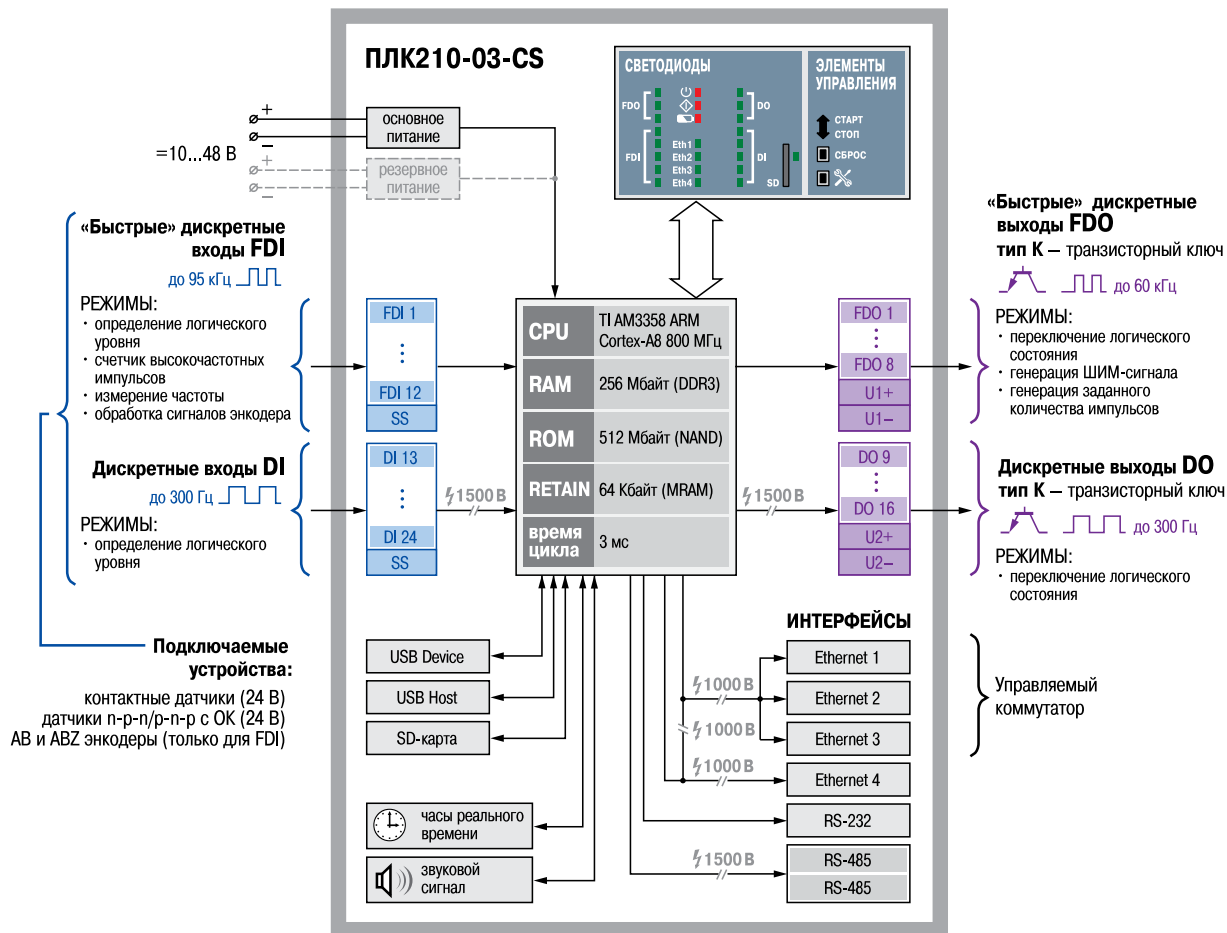 ПЛК210-03-CS
СВЕТОДИОДЫ
FDO
DO
FDI
Eth1
Eth2
Eth3
Eth4
DI
SD
ЭЛЕМЕНТЫ
УПРАВЛЕНИЯ
СТАРТ
СТОП
СБРОС
+
–
=10...48 В
+
–
основное
питание
резервное
питание
«Быстрые» дискретные
входы FDI
до 95 кГц
РЕЖИМЫ:
· определение логического
уровня
· счетчик высокочастотных
импульсов
· измерение частоты
· обработка сигналов энкодера
Дискретные входы DI
до 300 Гц
РЕЖИМЫ:
· определение логического
уровня
Подключаемые
устройства:
контактные датчики (24 В)
датчики n-p-n/p-n-p с ОК (24 В)
АВ и ABZ энкодеры (только для FDI)
FDI 1
FDI 12
SS
DI 13
DI 24
SS
1500 В
CPU
TI AM3358 ARM
Cortex-A8 800 МГц
RAM
256 Мбайт (DDR3)
ROM
512 Мбайт (NAND)
RETAIN
64 Кбайт (MRAM)
время
цикла
3 мс
1500 В
FDO 1
FDO 8
U1+
U1–
DO 9
DO 16
U2+
U2–
«Быстрые» дискретные
выходы FDO
тип К – транзисторный ключ
до 60 кГц
РЕЖИМЫ:
· переключение логического
состояния
· генерация ШИМ-сигнала
· генерация заданного
количества импульсов
Дискретные выходы DO
тип К – транзисторный ключ
до 300 Гц
РЕЖИМЫ:
· переключение логического
состояния
USB Device
USB Host
SD-карта
часы реального
времени
звуковой
сигнал
ИНТЕРФЕЙСЫ
1000 В
1000 В
1000 В
1500 В
Ethernet 1
Ethernet 2
Ethernet 3
Ethernet 4
RS-232
RS-485
RS-485
Управляемый
коммутатор